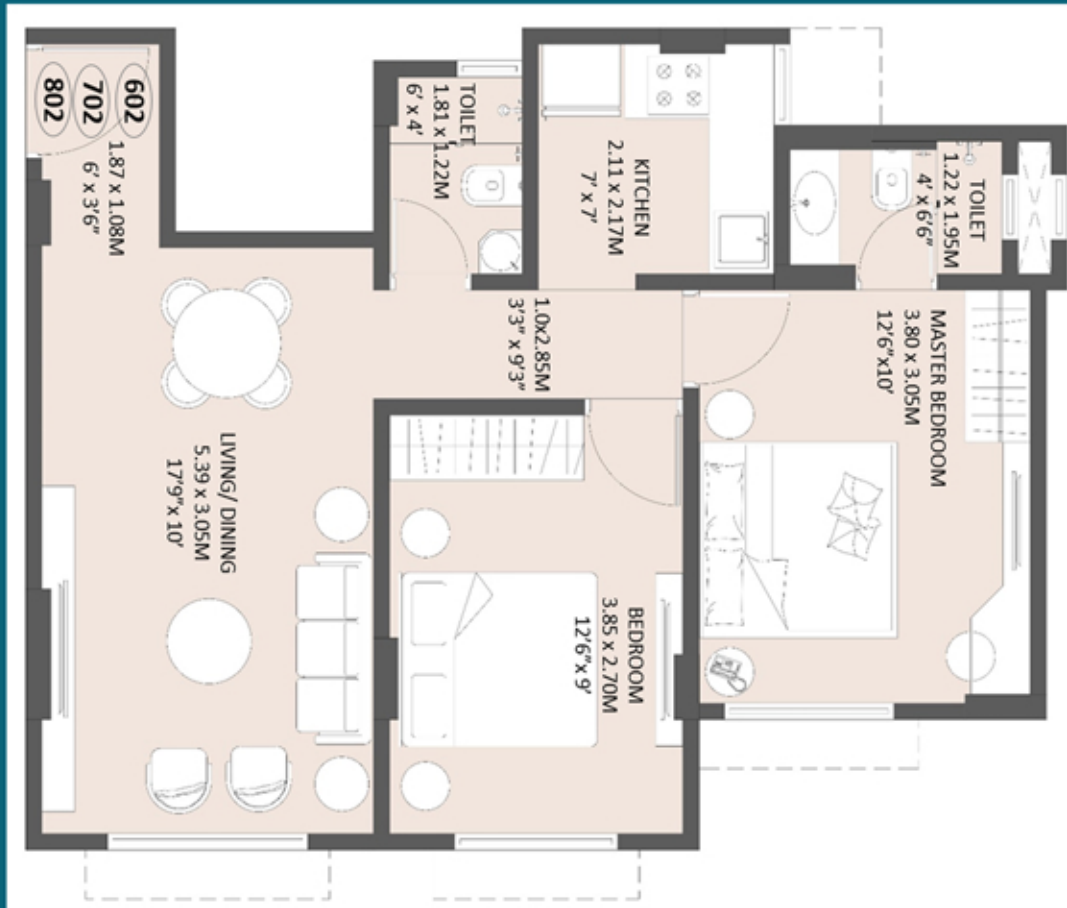 602
702
802
1.87 x 1.08M
6' x 3'6"
TOILET
1.81 x 1.22M
6' x 4'
KITCHEN
2.11 x 2.17M
7' x 7'
TOILET
1.22 x 1.95M
4' x 6'6"
1.0x2.85M
3'3" x 9'3"
MASTER BEDROOM
3.80 x 3.05M
12'6"x10'
LIVING/ DINING
5.39 x 3.05M
17'9"x 10'
BEDROOM
3.85 x 2.70M
12'6"x 9'